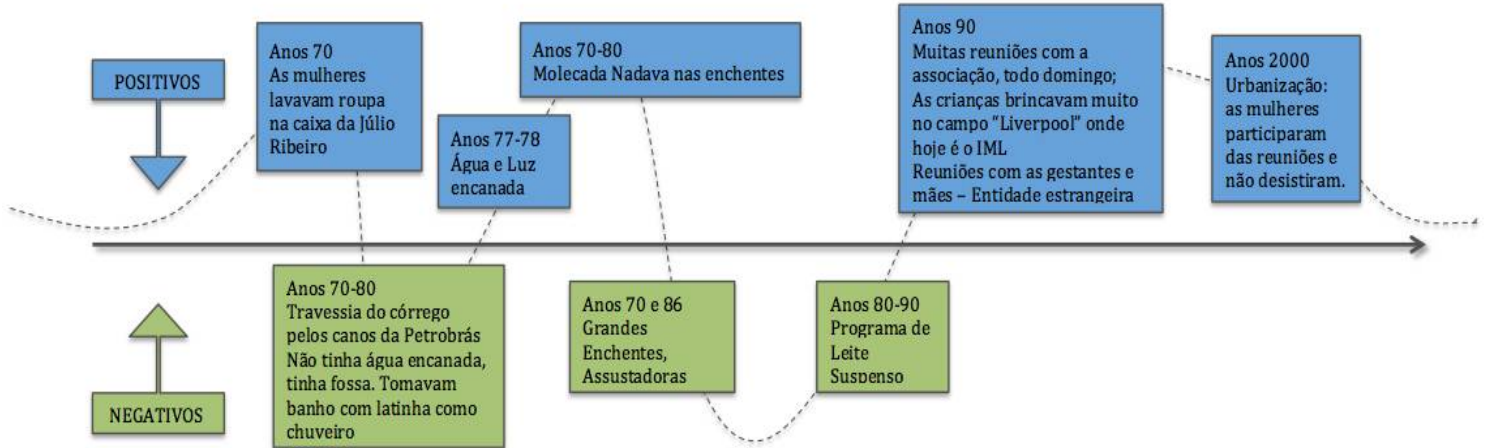 POSITIVOS
Anos 70
As mulheres
lavavam roupa
na caixa da Júlio
Ribeiro
Anos 77-78
Água e Luz
encanada
Anos 70-80
Molecada Nadava nas enchentes
Anos 90
Muitas reuniões com a
associação, todo domingo;
As crianças brincavam muito
no campo "Liverpool" onde
hoje é o IML
Reuniões com as gestantes e
mães – Entidade estrangeira
Anos 2000
Urbanização:
as mulheres
participaram
das reuniões e
não desistiram.
NEGATIVOS
Anos 70-80
Travessia do córrego
pelos canos da Petrobrás
Não tinha água encanada,
tinha fossa. Tomavam
banho com latinha como
chuveiro
Anos 70 e 86
Grandes
Enchentes,
Assustadoras
Anos 80-90
Programa de
Leite
Suspenso